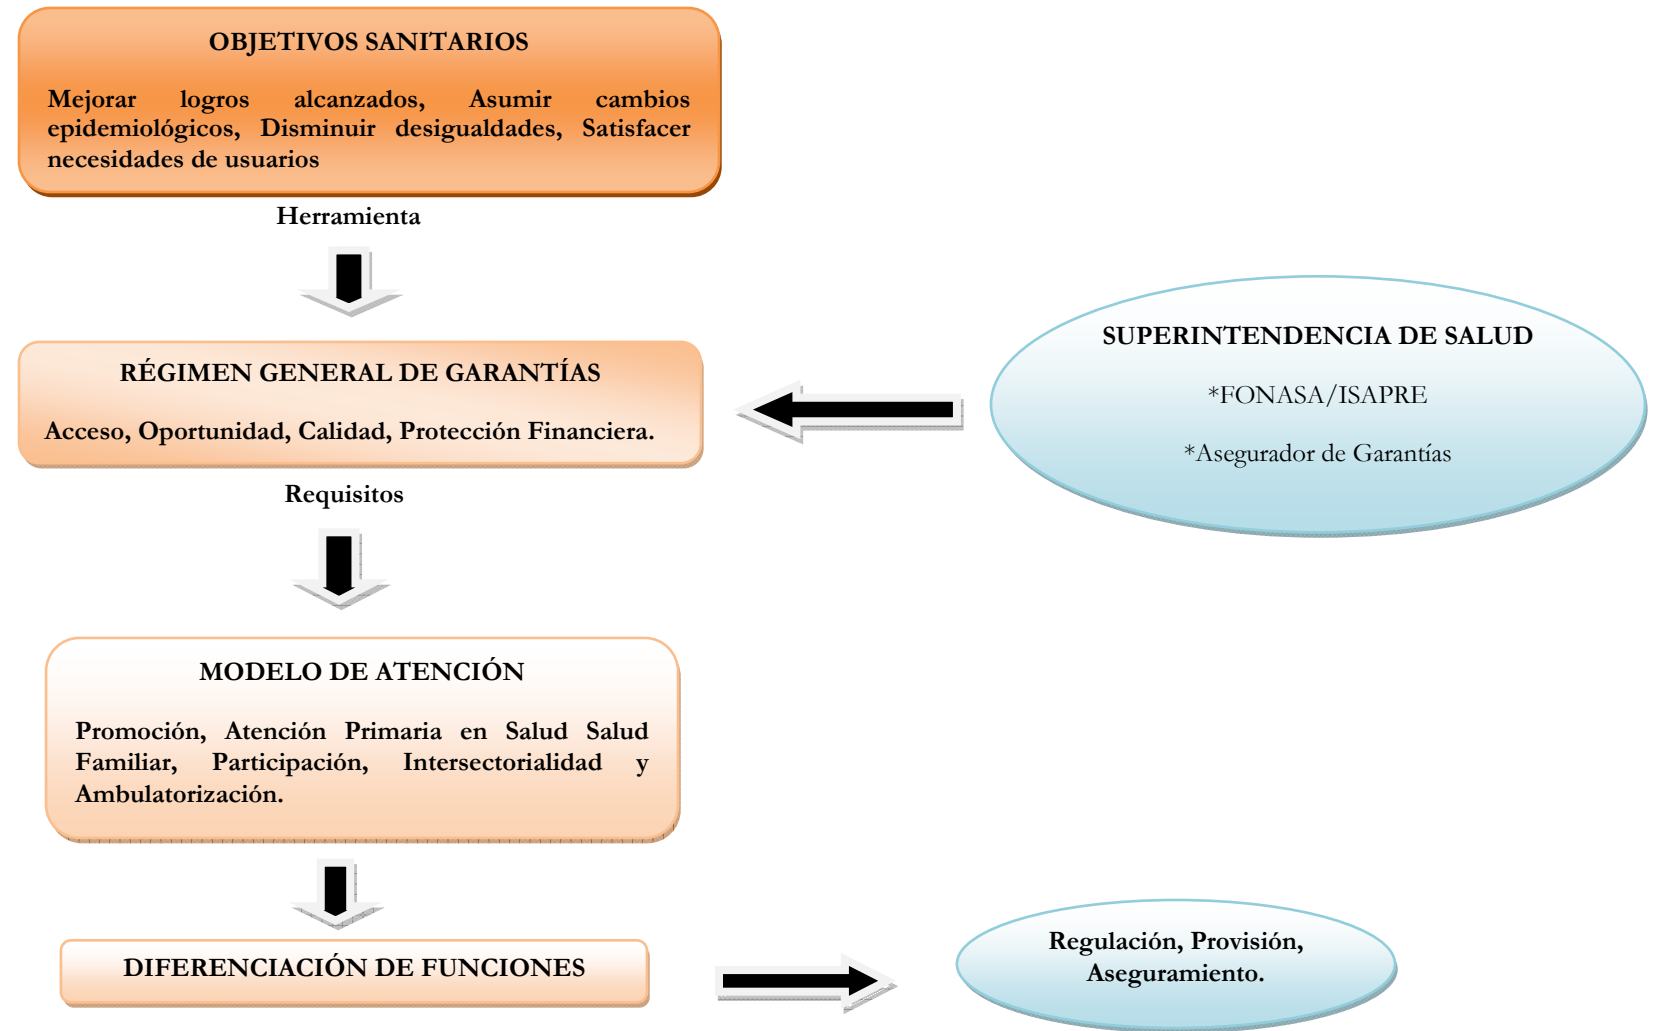 OBJETIVOS SANITARIOS
Mejorar logros alcanzados, Asumir cambios
epidemiológicos, Disminuir desigualdades, Satisfacer
necesidades de usuarios
Herramienta
RÉGIMEN GENERAL DE GARANTÍAS
Acceso, Oportunidad, Calidad, Protección Financiera.
SUPERINTENDENCIA DE SALUD
*FONASA/ISAPRE
*Asegurador de Garantías
Requisitos
MODELO DE ATENCIÓN
Promoción, Atención Primaria en Salud Salud
Familiar, Participación, Intersectorialidad y
Ambulatorización.
DIFERENCIACIÓN DE FUNCIONES
Regulación, Provisión,
Aseguramiento.